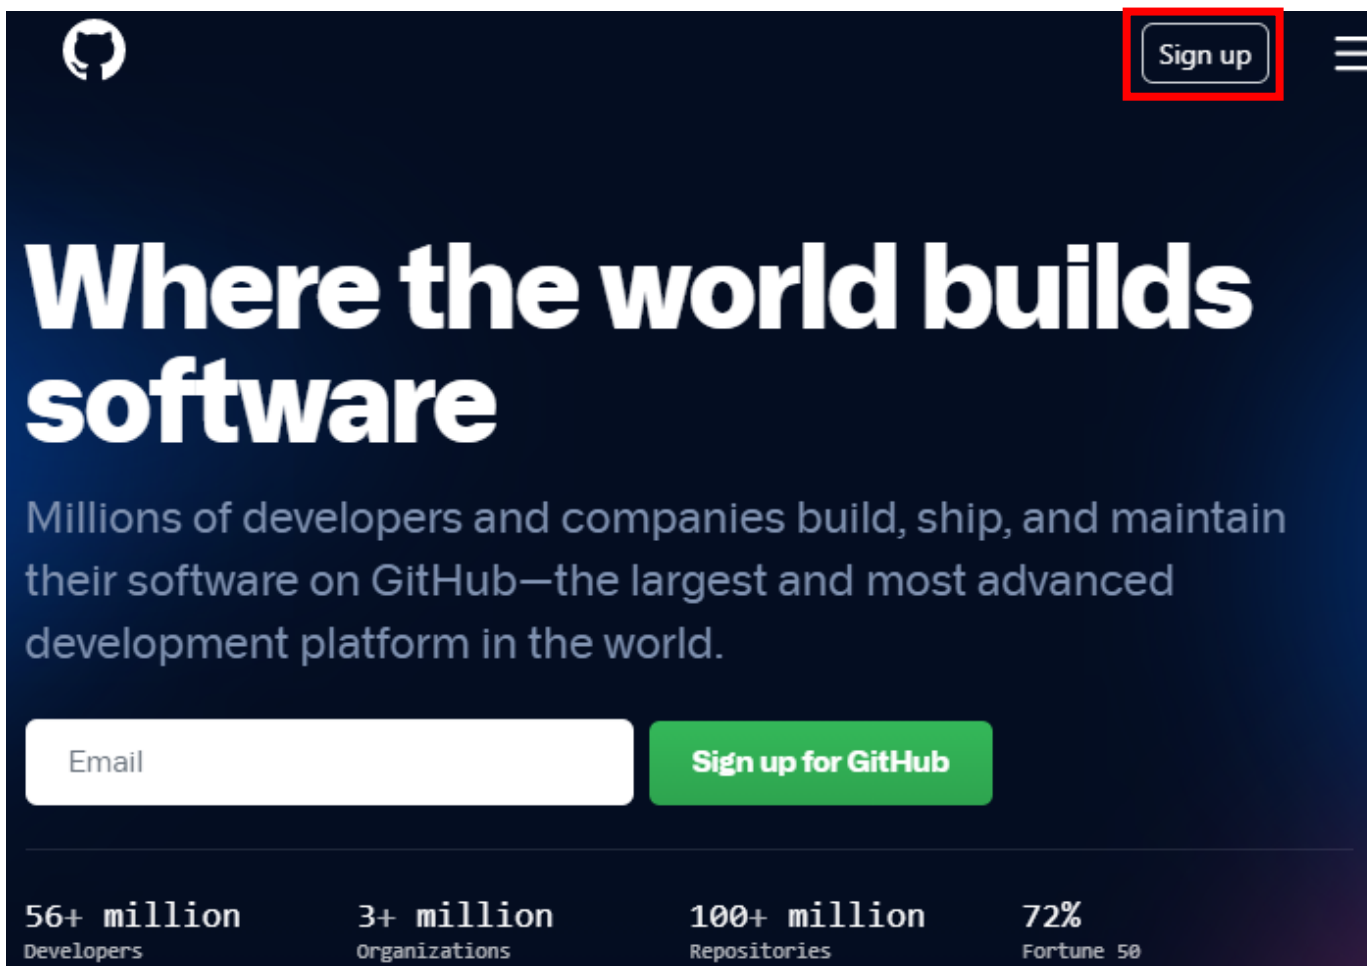 Sign up
Where the world builds
software
Millions of developers and companies build, ship, and maintain
their software on GitHub—the largest and most advanced
development platform in the world.
Email
Sign up for GitHub
56+ million
Developers
3+ million
Organizations
100+ million
Repositories
72%
Fortune 50